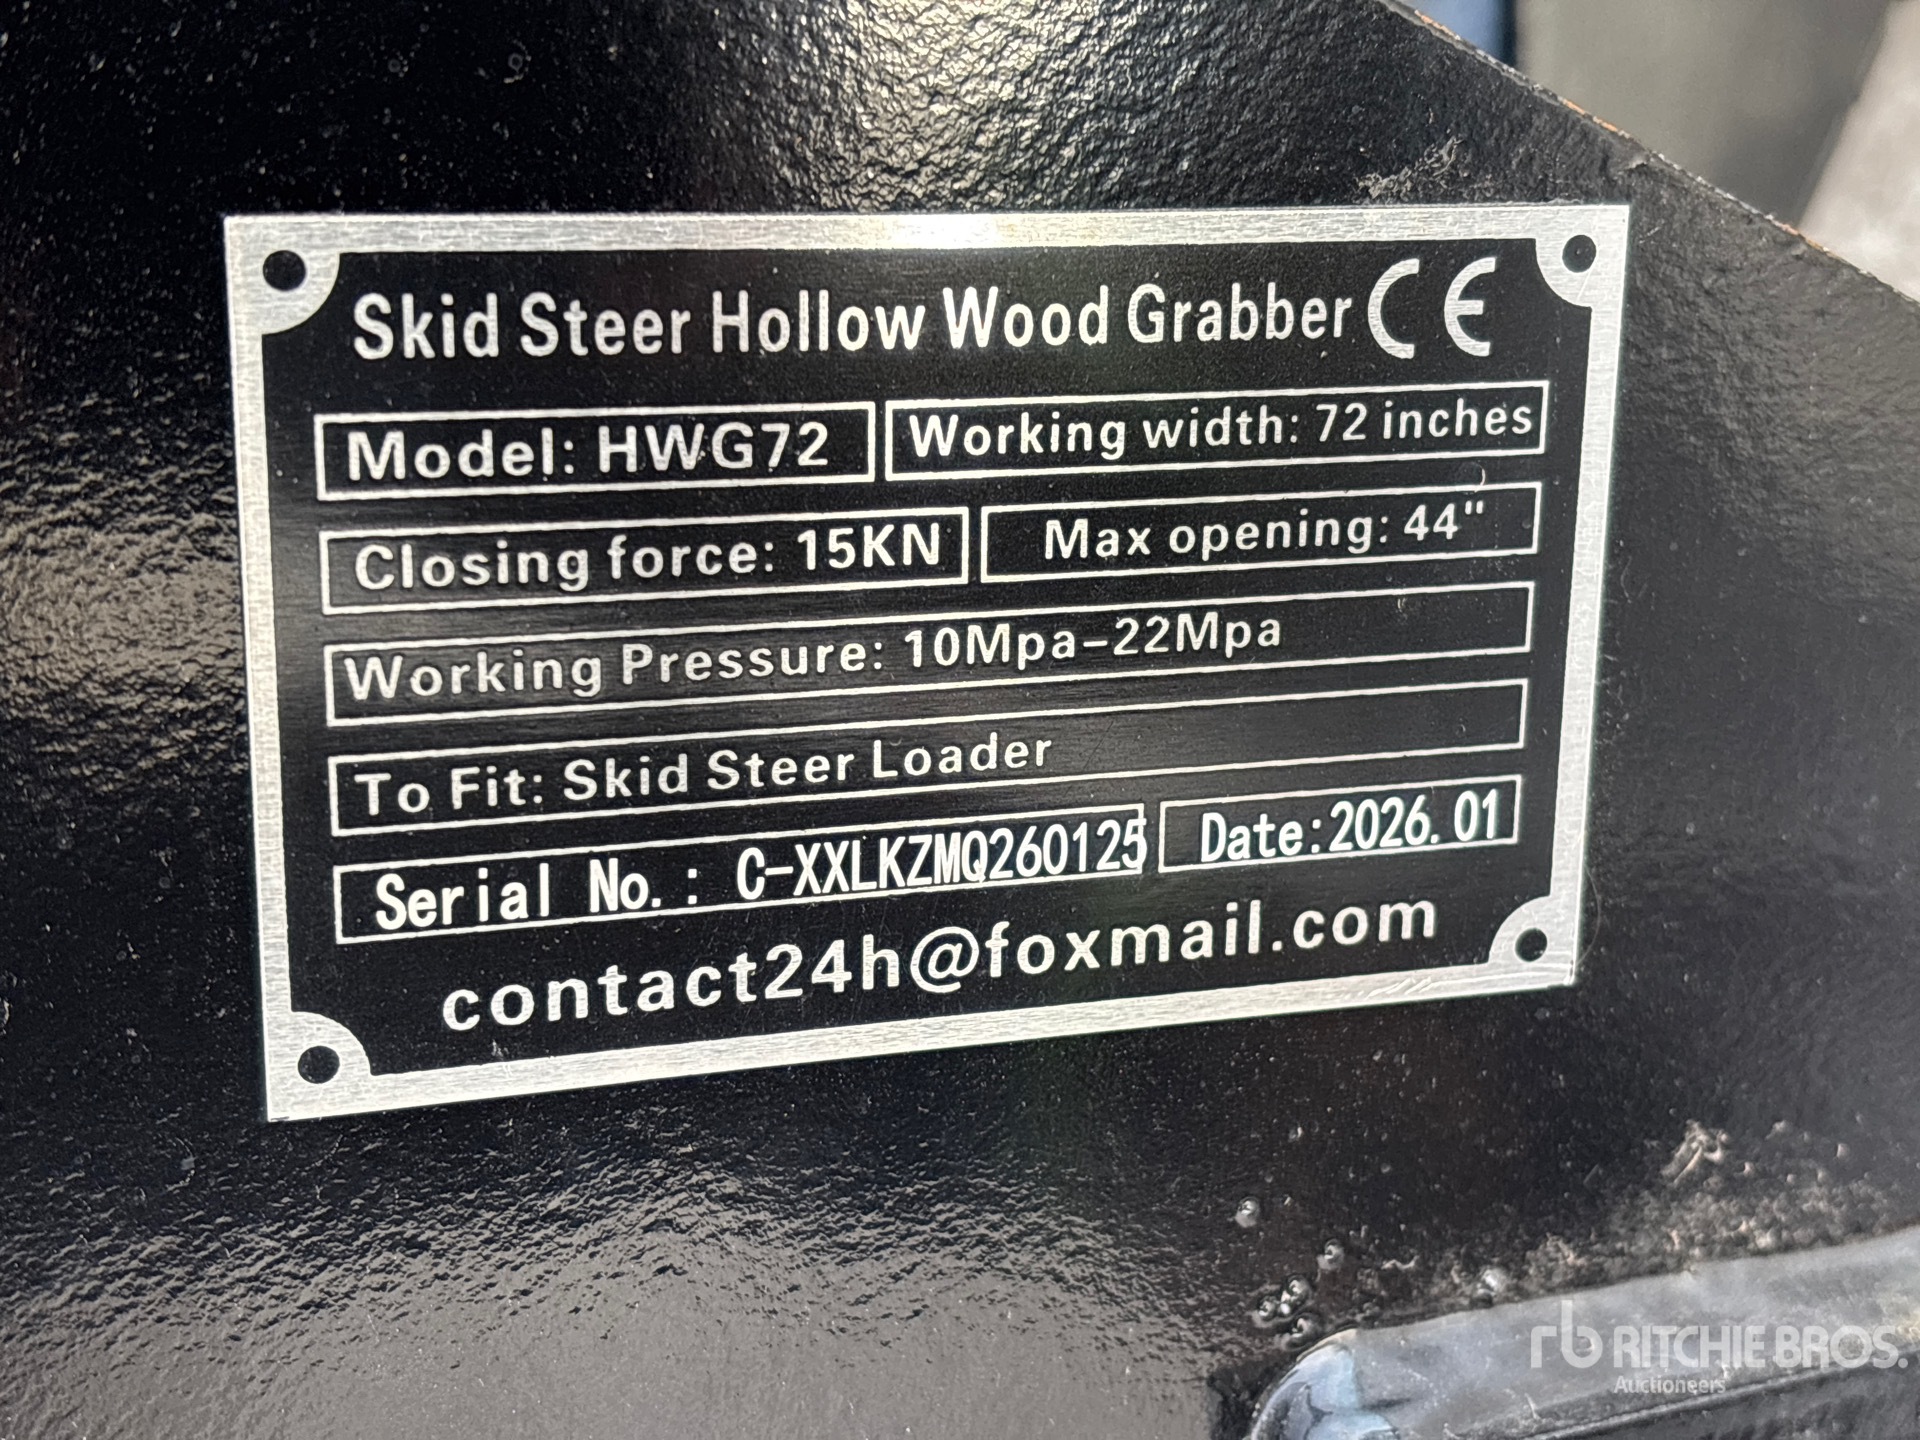 Skid Steer Hollow Wood Grabber CE
Model: HWG72 Working width: 72 inches
Closing force: 15KN Max opening: 44"
Working Pressure: 10Mpa-22Mpa
To Fit: Skid Steer Loader
Serial No.: C-XXLKZMQ260125 Date:2026.01
contact24h@foxmail.com
rb RITCHIE BROS.
Auctioneers